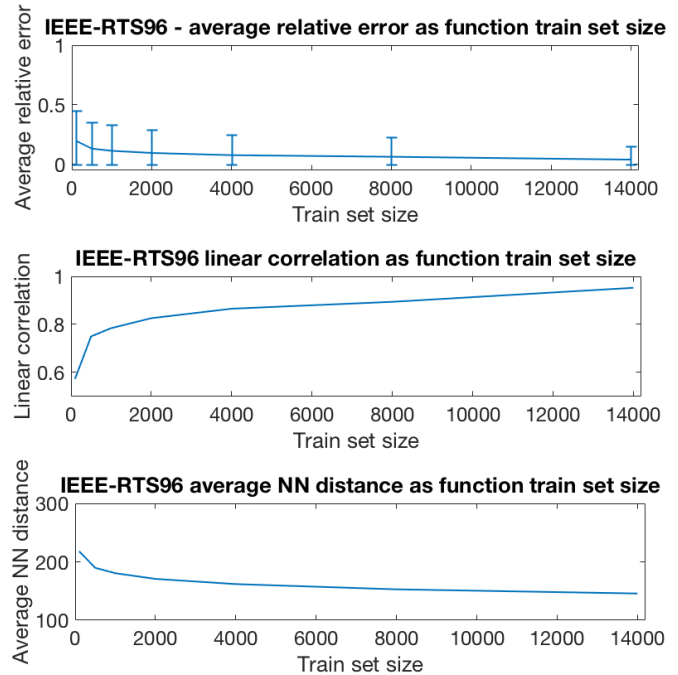 IEEE-RTS96 - average relative error as function train set size
Average relative error
1
0.5
0
0 2000 4000 6000 8000 10000 12000 14000
Train set size
IEEE-RTS96 linear correlation as function train set size
Linear correlation
1
0.8
0.6
0 2000 4000 6000 8000 10000 12000 14000
Train set size
IEEE-RTS96 average NN distance as function train set size
Average NN distance
300
200
100
0 2000 4000 6000 8000 10000 12000 14000
Train set size